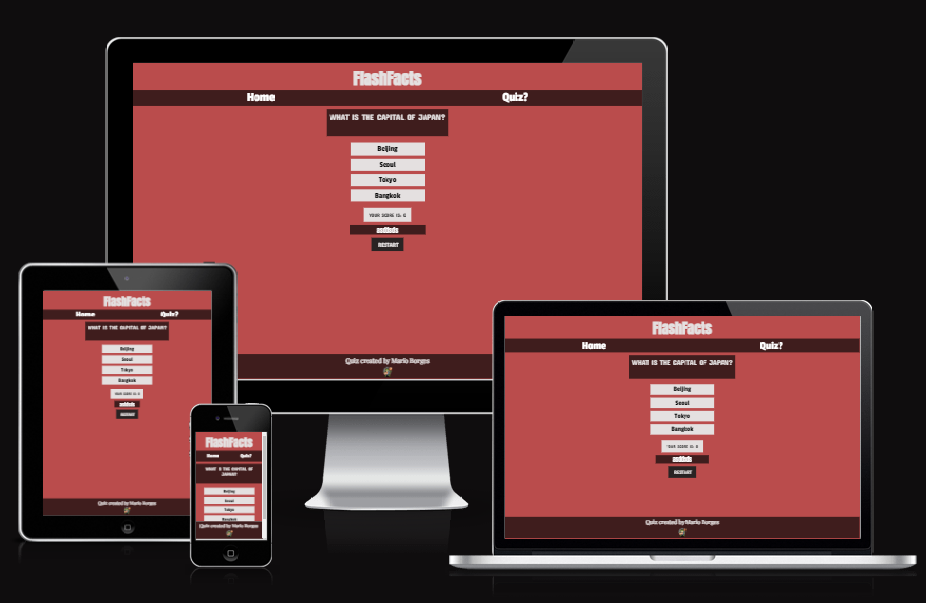 FlashFacts
Home Quiz?
WHAT IS THE CAPITAL OF JAPAN?
Beijing
Seoul
Tokyo
Bangkok
YOUR SCORE IS: 0
RESTART
Quiz created by Mario Borges
FlashFacts
Home Quiz?
WHAT IS THE CAPITAL OF JAPAN?
Beijing
Seoul
Tokyo
Bangkok
YOUR SCORE IS: 0
RESTART
Quiz created by Mario Borges
FlashFacts
Home Quiz?
WHAT IS THE CAPITAL OF
JAPAN?
Beijing
Seoul
Tokyo
Bangkok
Quiz created by Mario Borges
FlashFacts
Home Quiz?
WHAT IS THE CAPITAL OF JAPAN?
Beijing
Seoul
Tokyo
Bangkok
YOUR SCORE IS: 0
RESTART
Quiz created by Mario Borges